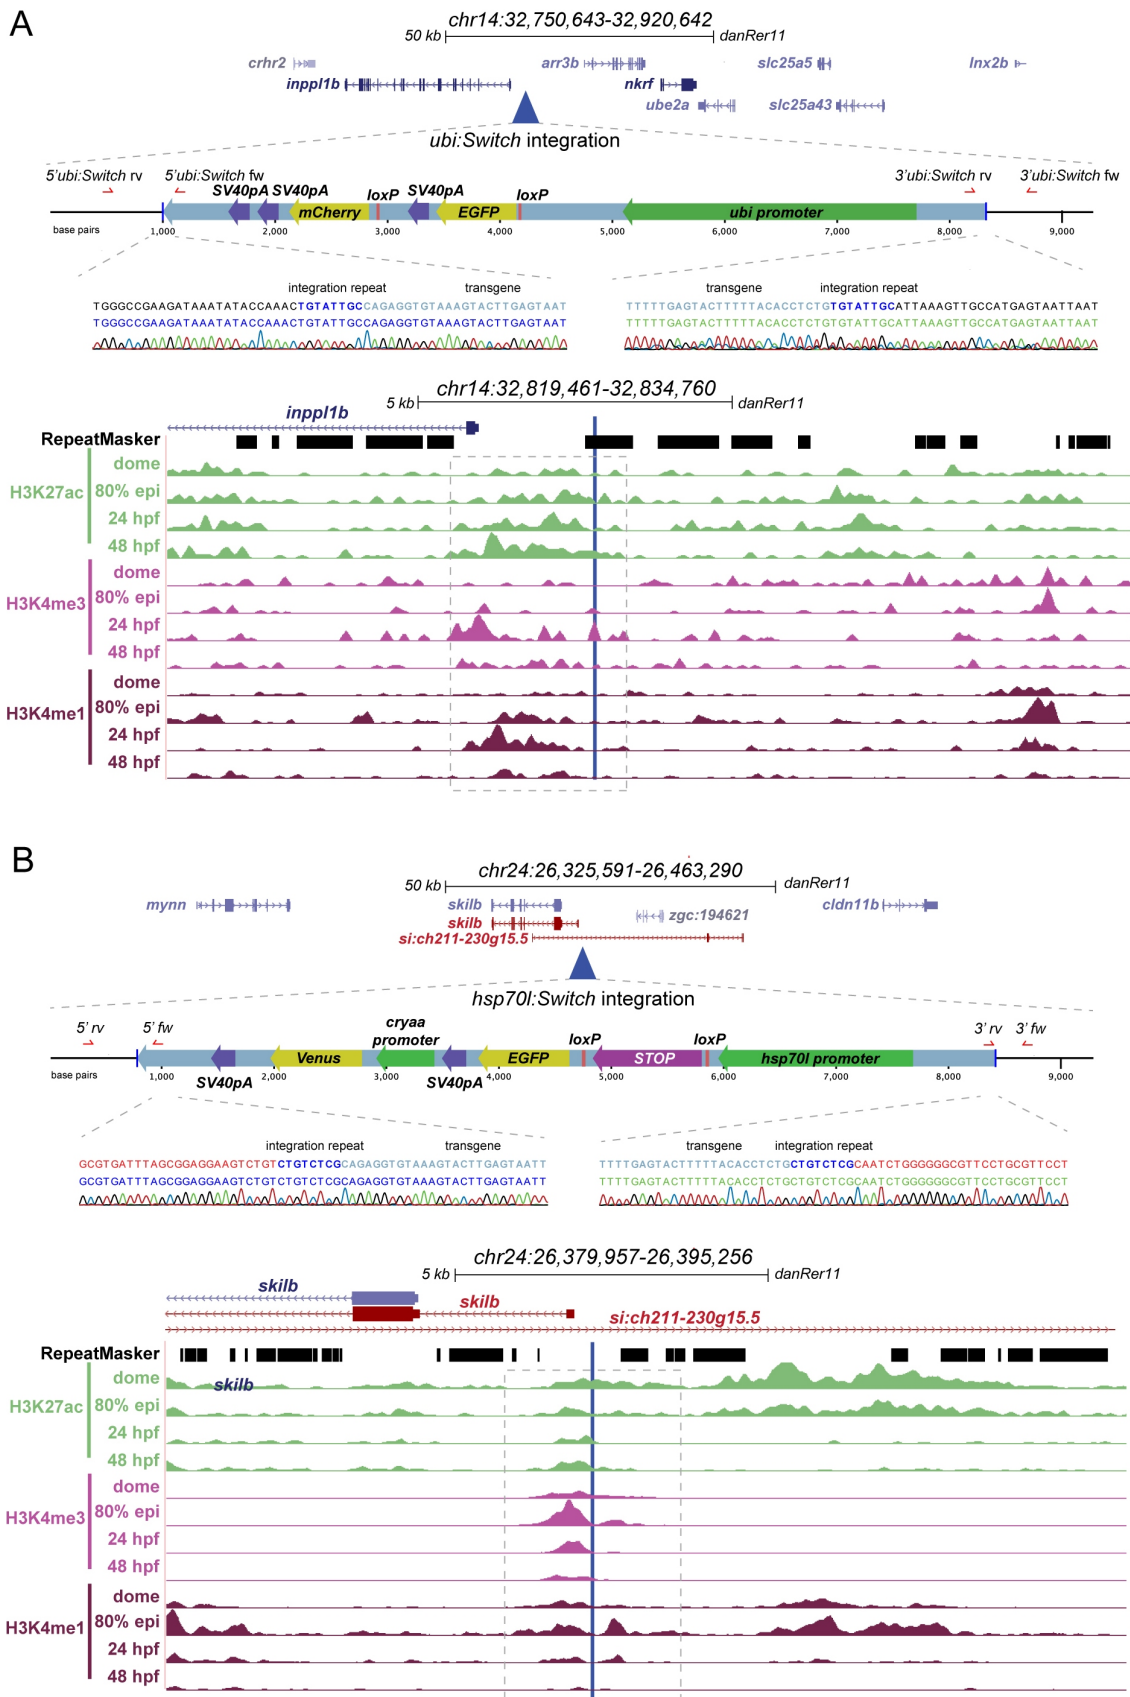 A
chr14:32,750,643-32,920,642
50 kb danRer11
crhr2 arr3b slc25a5 lnx2b
inppl1b nkrf
ube2a slc25a43
ubi:Switch integration
5'ubi:Switch rv 5'ubi:Switch fw 3'ubi:Switch rv 3'ubi:Switch fw
SV40pA SV40pA loxP SV40pA loxP
mCherry EGFP ubi promoter
base pairs 1,000 2,000 3,000 4,000 5,000 6,000 7,000 8,000 9,000
integration repeat transgene transgene integration repeat
TGGGCCGAAGATAAATATACCAAACTGTATTGCCAGAGGTGTAAAGTACTTGAGTAAT TTTTTGAGTACTTTTTACACCTCTGTGTATTGCATTAAAGTTGCCATGAGTAATTAAT
TGGGCCGAAGATAAATATACCAAACTGTATTGCCAGAGGTGTAAAGTACTTGAGTAAT TTTTTGAGTACTTTTTACACCTCTGTGTATTGCATTAAAGTTGCCATGAGTAATTAAT
chr14:32,819,461-32,834,760
5 kb danRer11
inppl1b
RepeatMasker
H3K27ac
dome
80% epi
24 hpf
48 hpf
H3K4me3
dome
80% epi
24 hpf
48 hpf
H3K4me1
dome
80% epi
24 hpf
48 hpf
B
chr24:26,325,591-26,463,290
50 kb danRer11
mynn skilb cldn11b
skilb zgc:194621
si:ch211-230g15.5
hsp70l:Switch integration
5' rv 5' fw cryaa promoter loxP loxP 3' rv 3' fw
Venus EGFP STOP hsp70l promoter
base pairs 1,000 2,000 3,000 4,000 5,000 6,000 7,000 8,000 9,000
SV40pA SV40pA
integration repeat transgene transgene integration repeat
GCGTGATTTAGCGGAGGAAGTCTGTCTGTCTCGCAGAGGTGTAAAGTACTTGAGTAATT TTTTGAGTACTTTTTACACCTCTGCTGTCTCGCAATCTGGGGGGCGTTCCTGCGTTCCT
GCGTGATTTAGCGGAGGAAGTCTGTCTGTCTCGCAGAGGTGTAAAGTACTTGAGTAATT TTTTGAGTACTTTTTACACCTCTGCTGTCTCGCAATCTGGGGGGCGTTCCTGCGTTCCT
chr24:26,379,957-26,395,256
5 kb danRer11
skilb
skilb
si:ch211-230g15.5
RepeatMasker
H3K27ac
dome
skilb
80% epi
24 hpf
48 hpf
H3K4me3
dome
80% epi
24 hpf
48 hpf
H3K4me1
dome
80% epi
24 hpf
48 hpf